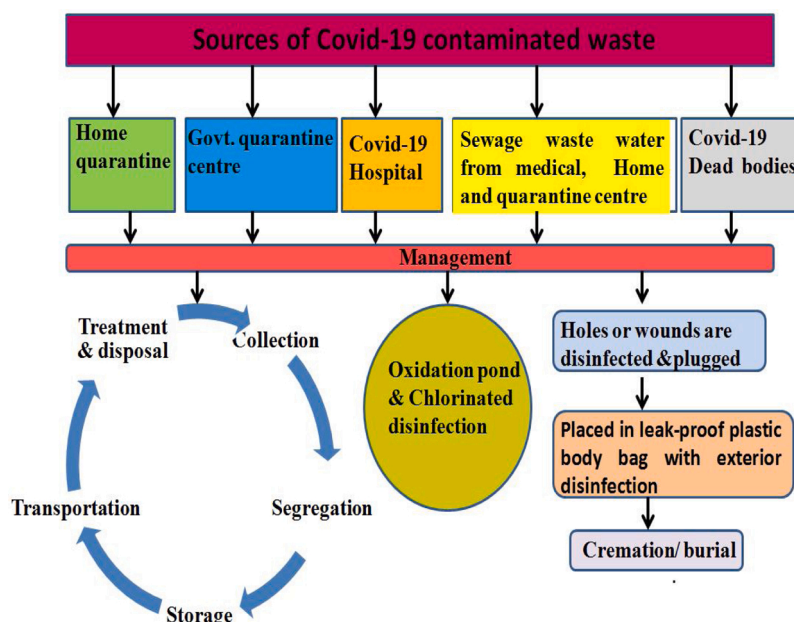 Sources of Covid-19 contaminated waste
Home
quarantine
Govt. quarantine
centre
Covid-19
Hospital
Sewage waste water
from medical, Home
and quarantine centre
Covid-19
Dead bodies
Management
Treatment
& disposal
Collection
Segregation
Storage
Transportation
Oxidation pond
& Chlorinated
disinfection
Holes or wounds are
disinfected &plugged
Placed in leak-proof plastic
body bag with exterior
disinfection
Cremation/ burial
.